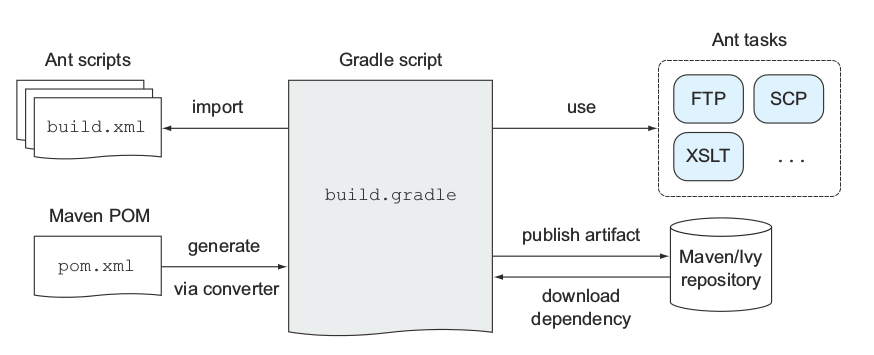 Ant scripts
build.xml
import
Gradle script
build.gradle
use
Ant tasks
FTP
SCP
XSLT
...
Maven POM
pom.xml
generate
via converter
publish artifact
download
dependency
Maven/Ivy
repository